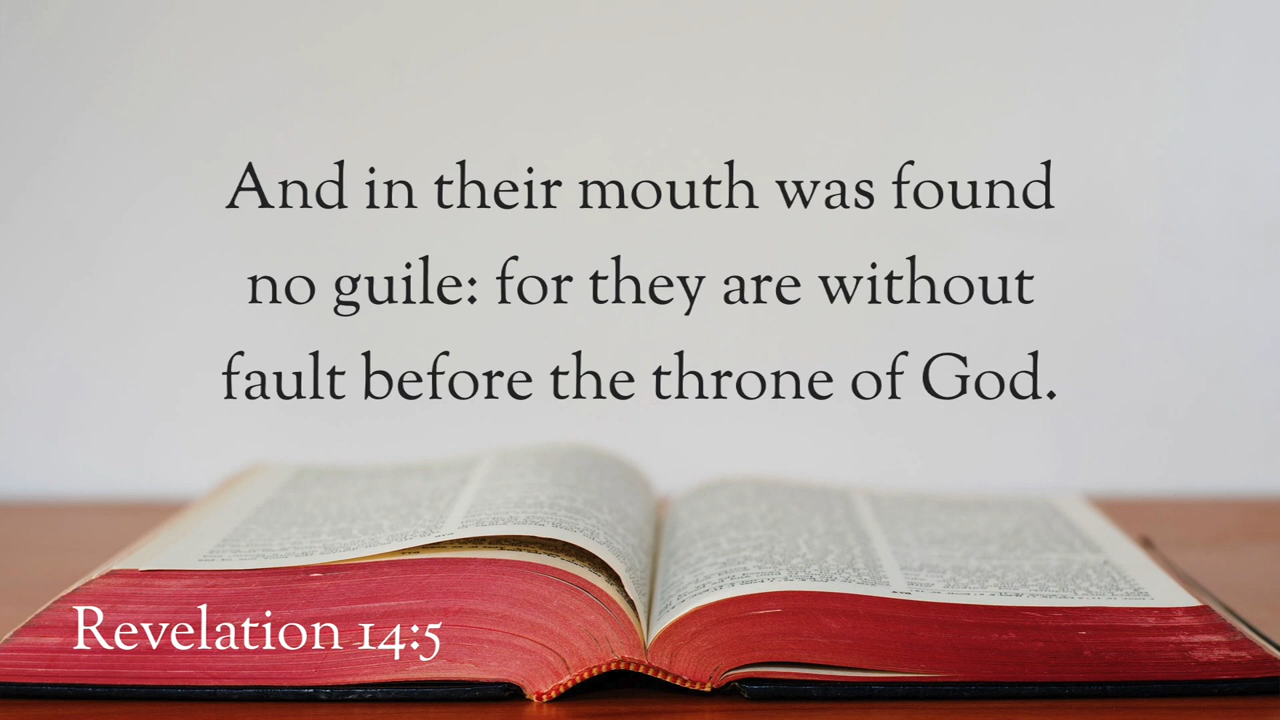 And in their mouth was found
no guile: for they are without
fault before the throne of God.
Revelation 14:5